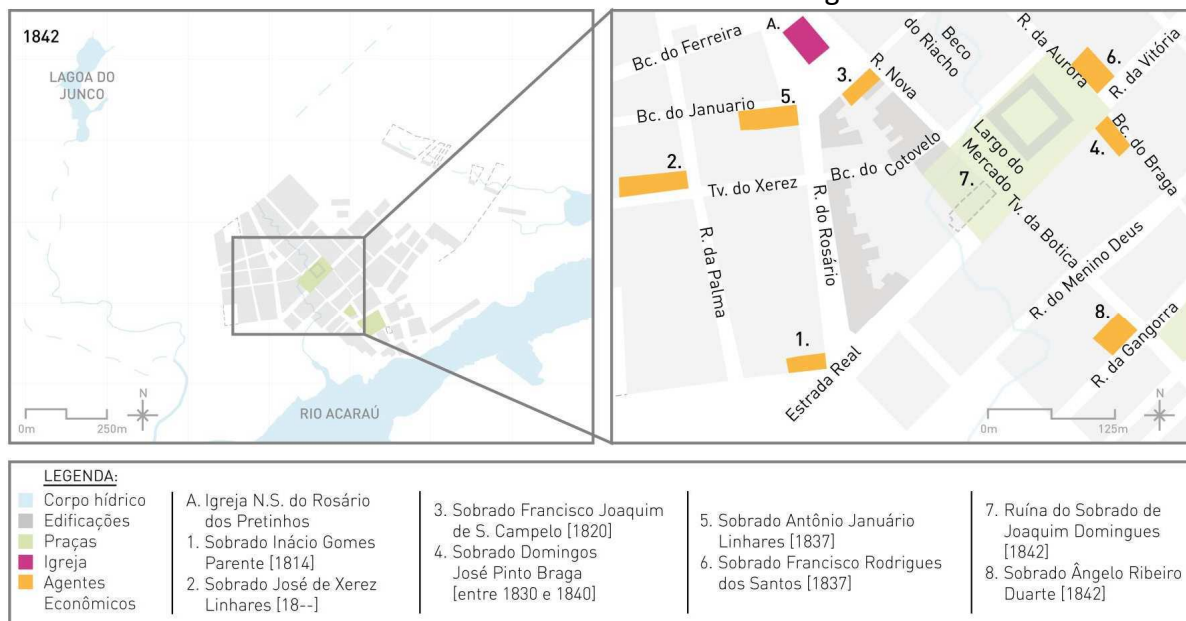 1842
LAGOA DO
JUNCO
RIO ACARAÚ
N
0m 250m
A.
Bc. do Ferreira
Beco
do Riacho
R. da Aurora
6.
R. da Vitória
3.
R. Nova
5.
Bc. do Januario
Bc. do Braga
4.
Largo do
Mercado
2.
Bc. do Cotovelo
7.
Tv. do Xerez
Tv. da Botica
R. do Rosário
R. da Palma
R. do Menino Deus
8.
R. da Gangorra
1.
Estrada Real
N
0m 125m
LEGENDA:
Corpo hídrico
Edificações
Praças
Igreja
Agentes
Econômicos
A. Igreja N.S. do Rosário
dos Pretinhos
1. Sobrado Inácio Gomes
Parente [1814]
2. Sobrado José de Xerez
Linhares [18--]
3. Sobrado Francisco Joaquim
de S. Campelo [1820]
4. Sobrado Domingos
José Pinto Braga
[entre 1830 e 1840]
5. Sobrado Antônio Januário
Linhares [1837]
6. Sobrado Francisco Rodrigues
dos Santos [1837]
7. Ruína do Sobrado de
Joaquim Domingues
[1842]
8. Sobrado Ângelo Ribeiro
Duarte [1842]